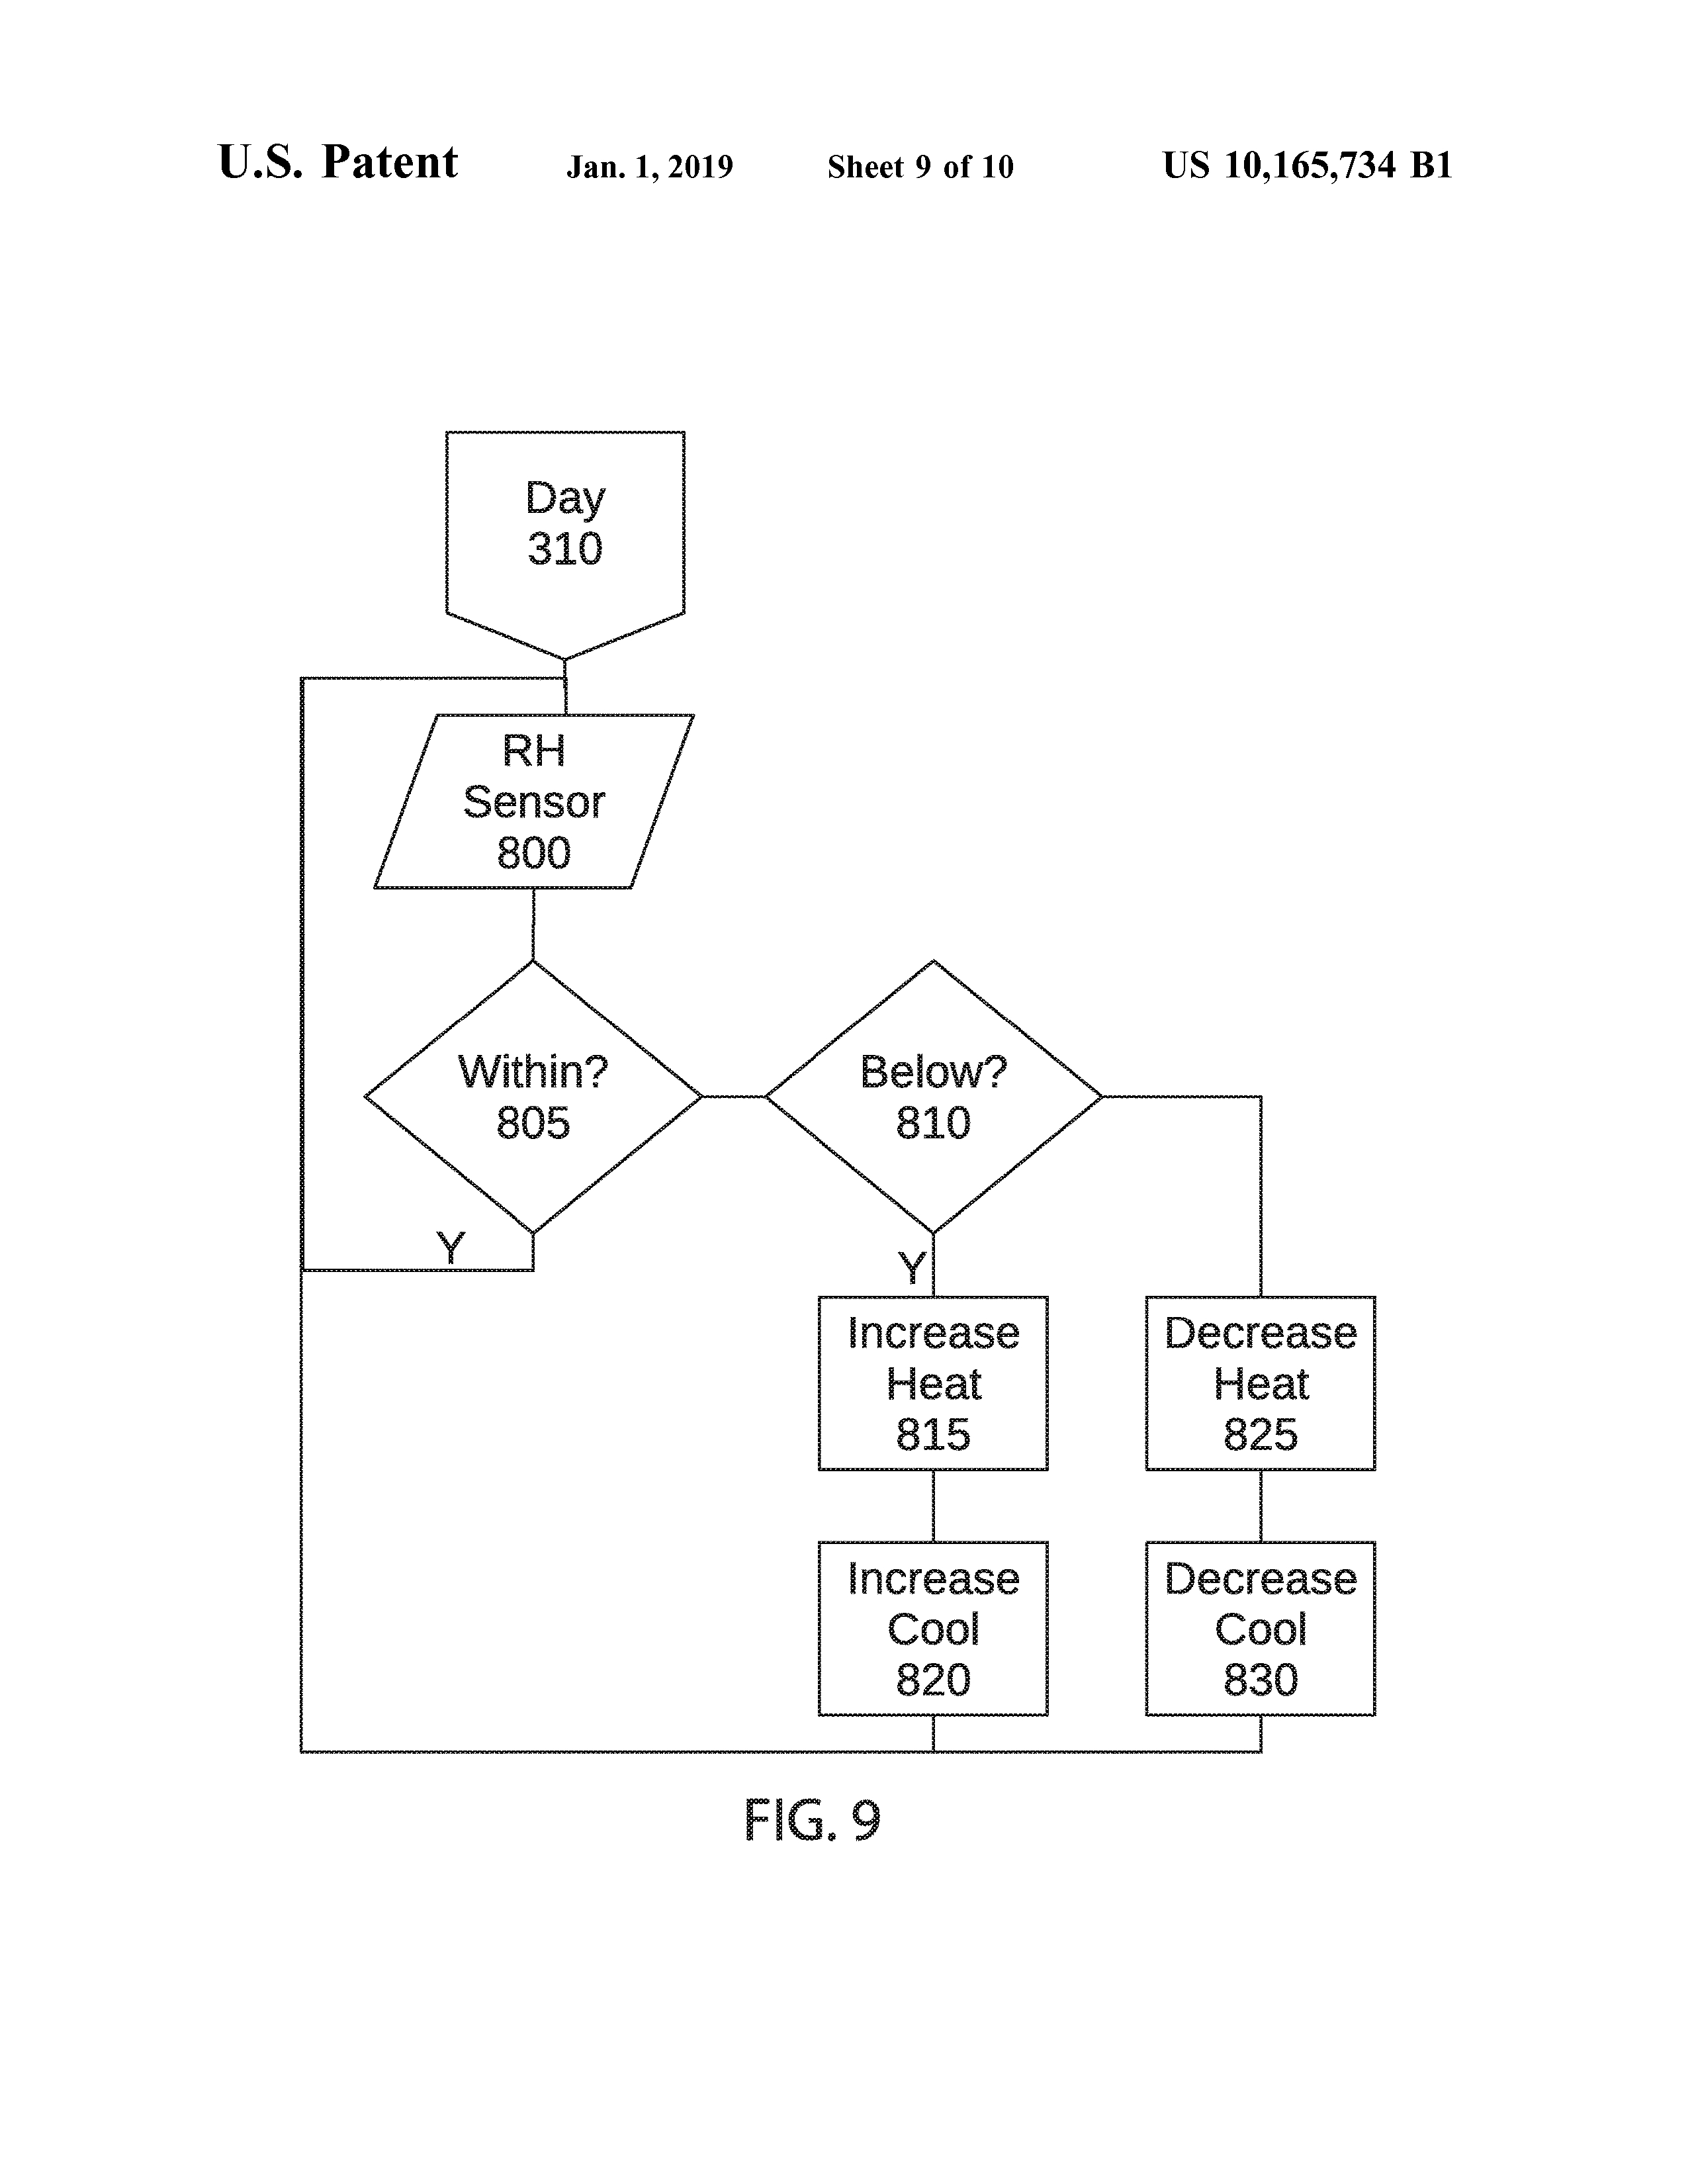 U.S. Patent Jan. 1, 2019 Sheet 9 of 10 US 10,165,734 B1
Day
310
RH
Sensor
800
Within?
805
Below?
810
Y
Y
Increase
Heat
815
Decrease
Heat
825
Increase
Cool
820
Decrease
Cool
830
FIG. 9